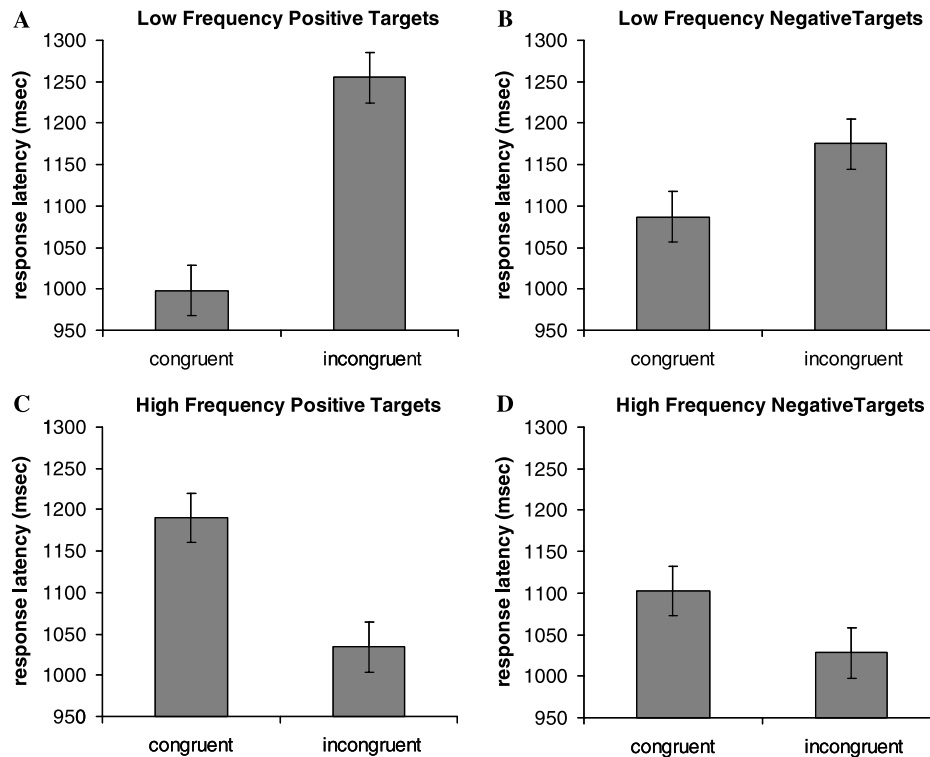 A
Low Frequency Positive Targets
response latency (msec)
1300
1250
1200
1150
1100
1050
1000
950
congruent incongruent
B
Low Frequency NegativeTargets
response latency (msec)
1300
1250
1200
1150
1100
1050
1000
950
congruent incongruent
C
High Frequency Positive Targets
response latency (msec)
1300
1250
1200
1150
1100
1050
1000
950
congruent incongruent
D
High Frequency NegativeTargets
response latency (msec)
1300
1250
1200
1150
1100
1050
1000
950
congruent incongruent